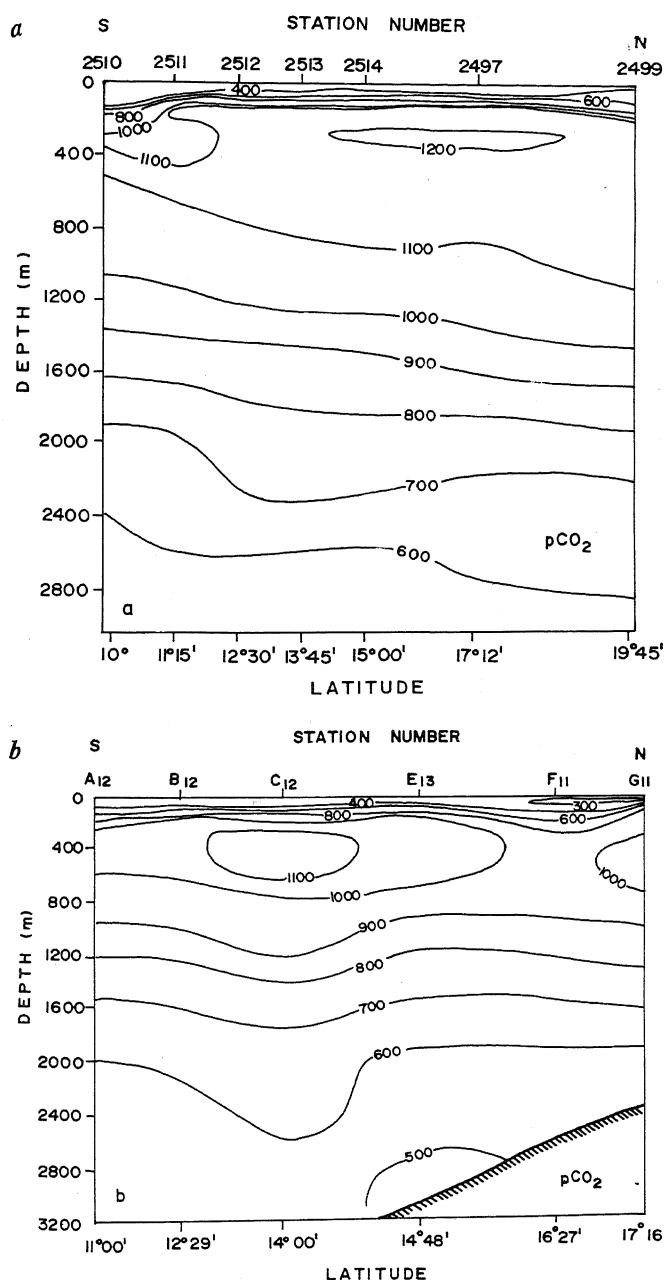 a
STATION NUMBER
S
N
2510 2511 2512 2513 2514 2497 2499
0
400
800
1200
1600
2000
2400
2800
DEPTH (m)
400
600
800
1000
1100
1200
1100
1000
900
800
700
600
pCO2
a
10° 11°15' 12°30' 13°45' 15°00' 17°12' 19°45'
LATITUDE
b
STATION NUMBER
S
N
A12 B12 C12 E13 F11 G11
0
400
800
1200
1600
2000
2400
2800
3200
DEPTH (m)
400
300
800
600
1100
1000
1000
900
800
700
600
500
pCO2
b
11°00' 12°29' 14°00' 14°48' 16°27' 17°16
LATITUDE